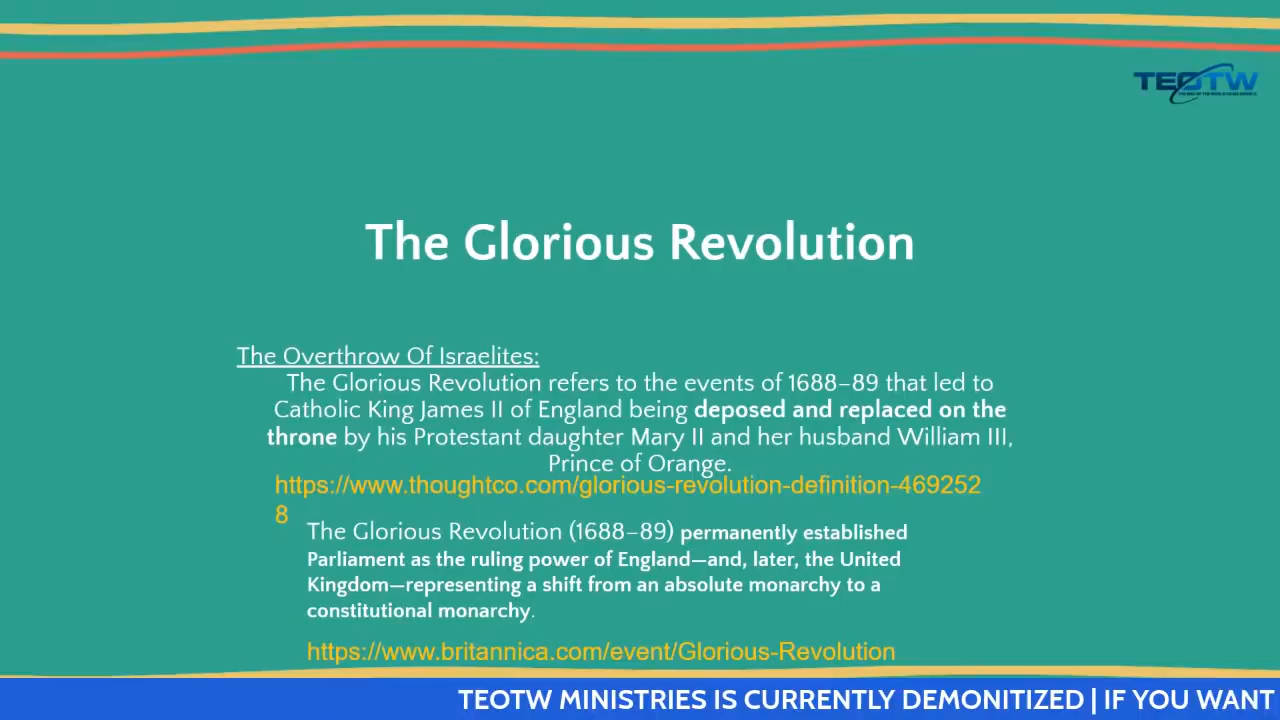 TEOTW
The Glorious Revolution
The Overthrow Of Israelites:
The Glorious Revolution refers to the events of 1688–89 that led to
Catholic King James II of England being deposed and replaced on the
throne by his Protestant daughter Mary II and her husband William III,
Prince of Orange.
https://www.thoughtco.com/glorious-revolution-definition-469252
8
The Glorious Revolution (1688–89) permanently established
Parliament as the ruling power of England—and, later, the United
Kingdom—representing a shift from an absolute monarchy to a
constitutional monarchy.
https://www.britannica.com/event/Glorious-Revolution
TEOTW MINISTRIES IS CURRENTLY DEMONITIZED | IF YOU WANT